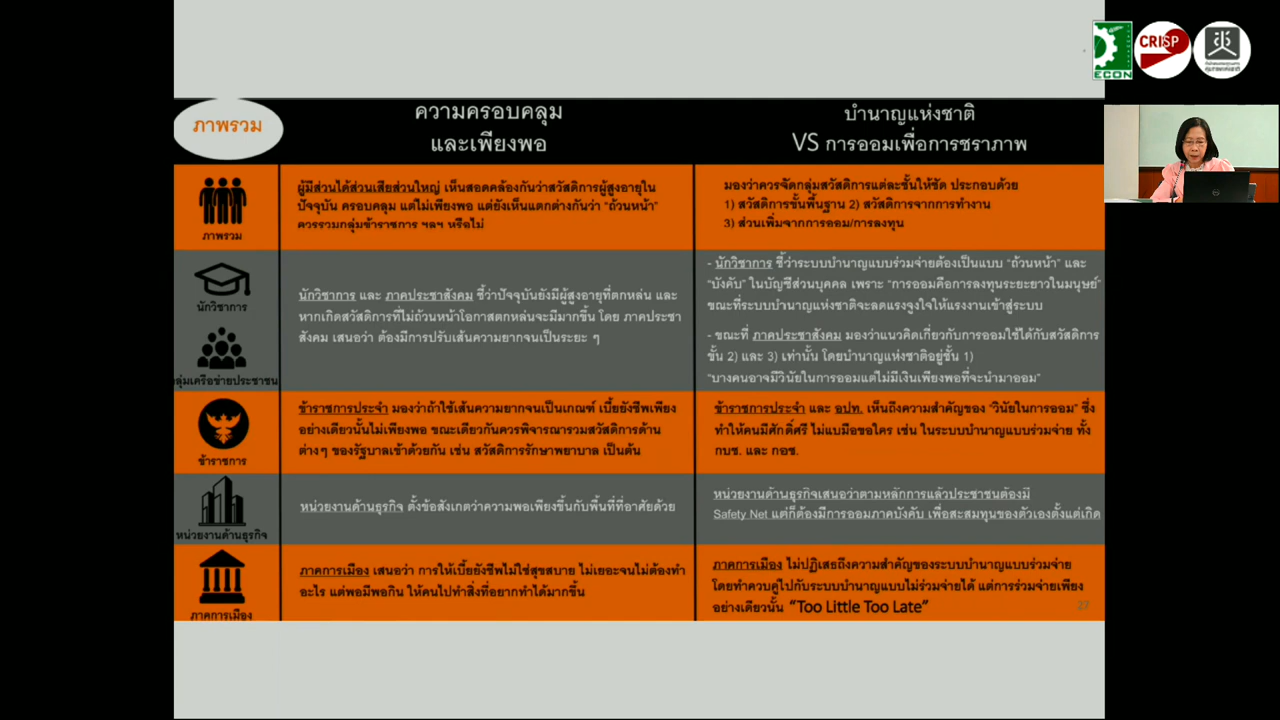 ECON
CRISP
ภาพรวม
ความครอบคลุม
และเพียงพอ
บำนาญแห่งชาติ
VS การออมเพื่อการชราภาพ
ภาพรวม
ผู้มีส่วนได้ส่วนเสียส่วนใหญ่ เห็นสอดคล้องกันว่าสวัสดิการผู้สูงอายุใน
ปัจจุบัน ครอบคลุม แต่ไม่เพียงพอ แต่ยังเห็นแตกต่างกันว่า "ถ้วนหน้า"
ควรรวมกลุ่มข้าราชการ ฯลฯ หรือไม่
มองว่าควรจัดกลุ่มสวัสดิการแต่ละชั้นให้ชัด ประกอบด้วย
1) สวัสดิการขั้นพื้นฐาน 2) สวัสดิการจากการทำงาน
3) ส่วนเพิ่มจากการออม/การลงทุน
นักวิชาการ
กลุ่มเครือข่ายประชาชน
นักวิชาการ และ ภาคประชาสังคม ชี้ว่าปัจจุบันยังมีผู้สูงอายุที่ตกหล่น และ
หากเกิดสวัสดิการที่ไม่ถ้วนหน้าโอกาสตกหล่นจะมีมากขึ้น โดย ภาคประชา
สังคม เสนอว่า ต้องมีการปรับเส้นความยากจนเป็นระยะ ๆ
- นักวิชาการ ชี้ว่าระบบบำนาญแบบร่วมจ่ายต้องเป็นแบบ "ถ้วนหน้า" และ
"บังคับ" ในบัญชีส่วนบุคคล เพราะ "การออมคือการลงทุนระยะยาวในมนุษย์"
ขณะที่ระบบบำนาญแห่งชาติจะลดแรงจูงใจให้แรงงานเข้าสู่ระบบ
- ขณะที่ ภาคประชาสังคม มองว่าแนวคิดเกี่ยวกับการออมใช้ได้กับสวัสดิการ
ชั้น 2) และ 3) เท่านั้น โดยบำนาญแห่งชาติอยู่ชั้น 1)
"บางคนอาจมีวินัยในการออมแต่ไม่มีเงินเพียงพอที่จะนำมาออม"
ข้าราชการ
ข้าราชการประจำ มองว่าถ้าใช้เส้นความยากจนเป็นเกณฑ์ เบี้ยยังชีพเพียง
อย่างเดียวนั้นไม่เพียงพอ ขณะเดียวกันควรพิจารณารวมสวัสดิการด้าน
ต่างๆ ของรัฐบาลเข้าด้วยกัน เช่น สวัสดิการรักษาพยาบาล เป็นต้น
ข้าราชการประจำ และ อปท. เห็นถึงความสำคัญของ "วินัยในการออม" ซึ่ง
ทำให้คนมีศักดิ์ศรี ไม่แบมือขอใคร เช่น ในระบบบำนาญแบบร่วมจ่าย ทั้ง
กบช. และ กอช.
หน่วยงานด้านธุรกิจ
หน่วยงานด้านธุรกิจ ตั้งข้อสังเกตว่าความพอเพียงขึ้นกับพื้นที่ที่อาศัยด้วย
หน่วยงานด้านธุรกิจเสนอว่าตามหลักการแล้วประชาชนต้องมี
Safety Net แต่ก็ต้องมีการออมภาคบังคับ เพื่อสะสมทุนของตัวเองตั้งแต่เกิด
ภาคการเมือง
ภาคการเมือง เสนอว่า การให้เบี้ยยังชีพไม่ใช่สุขสบาย ไม่เยอะจนไม่ต้องทำ
อะไร แต่พอมีพอกิน ให้คนไปทำสิ่งที่อยากทำได้มากขึ้น
ภาคการเมือง ไม่ปฏิเสธถึงความสำคัญของระบบบำนาญแบบร่วมจ่าย
โดยทำควบคู่ไปกับระบบบำนาญแบบไม่ร่วมจ่ายได้ แต่การร่วมจ่ายเพียง
อย่างเดียวนั้น "Too Little Too Late"
27